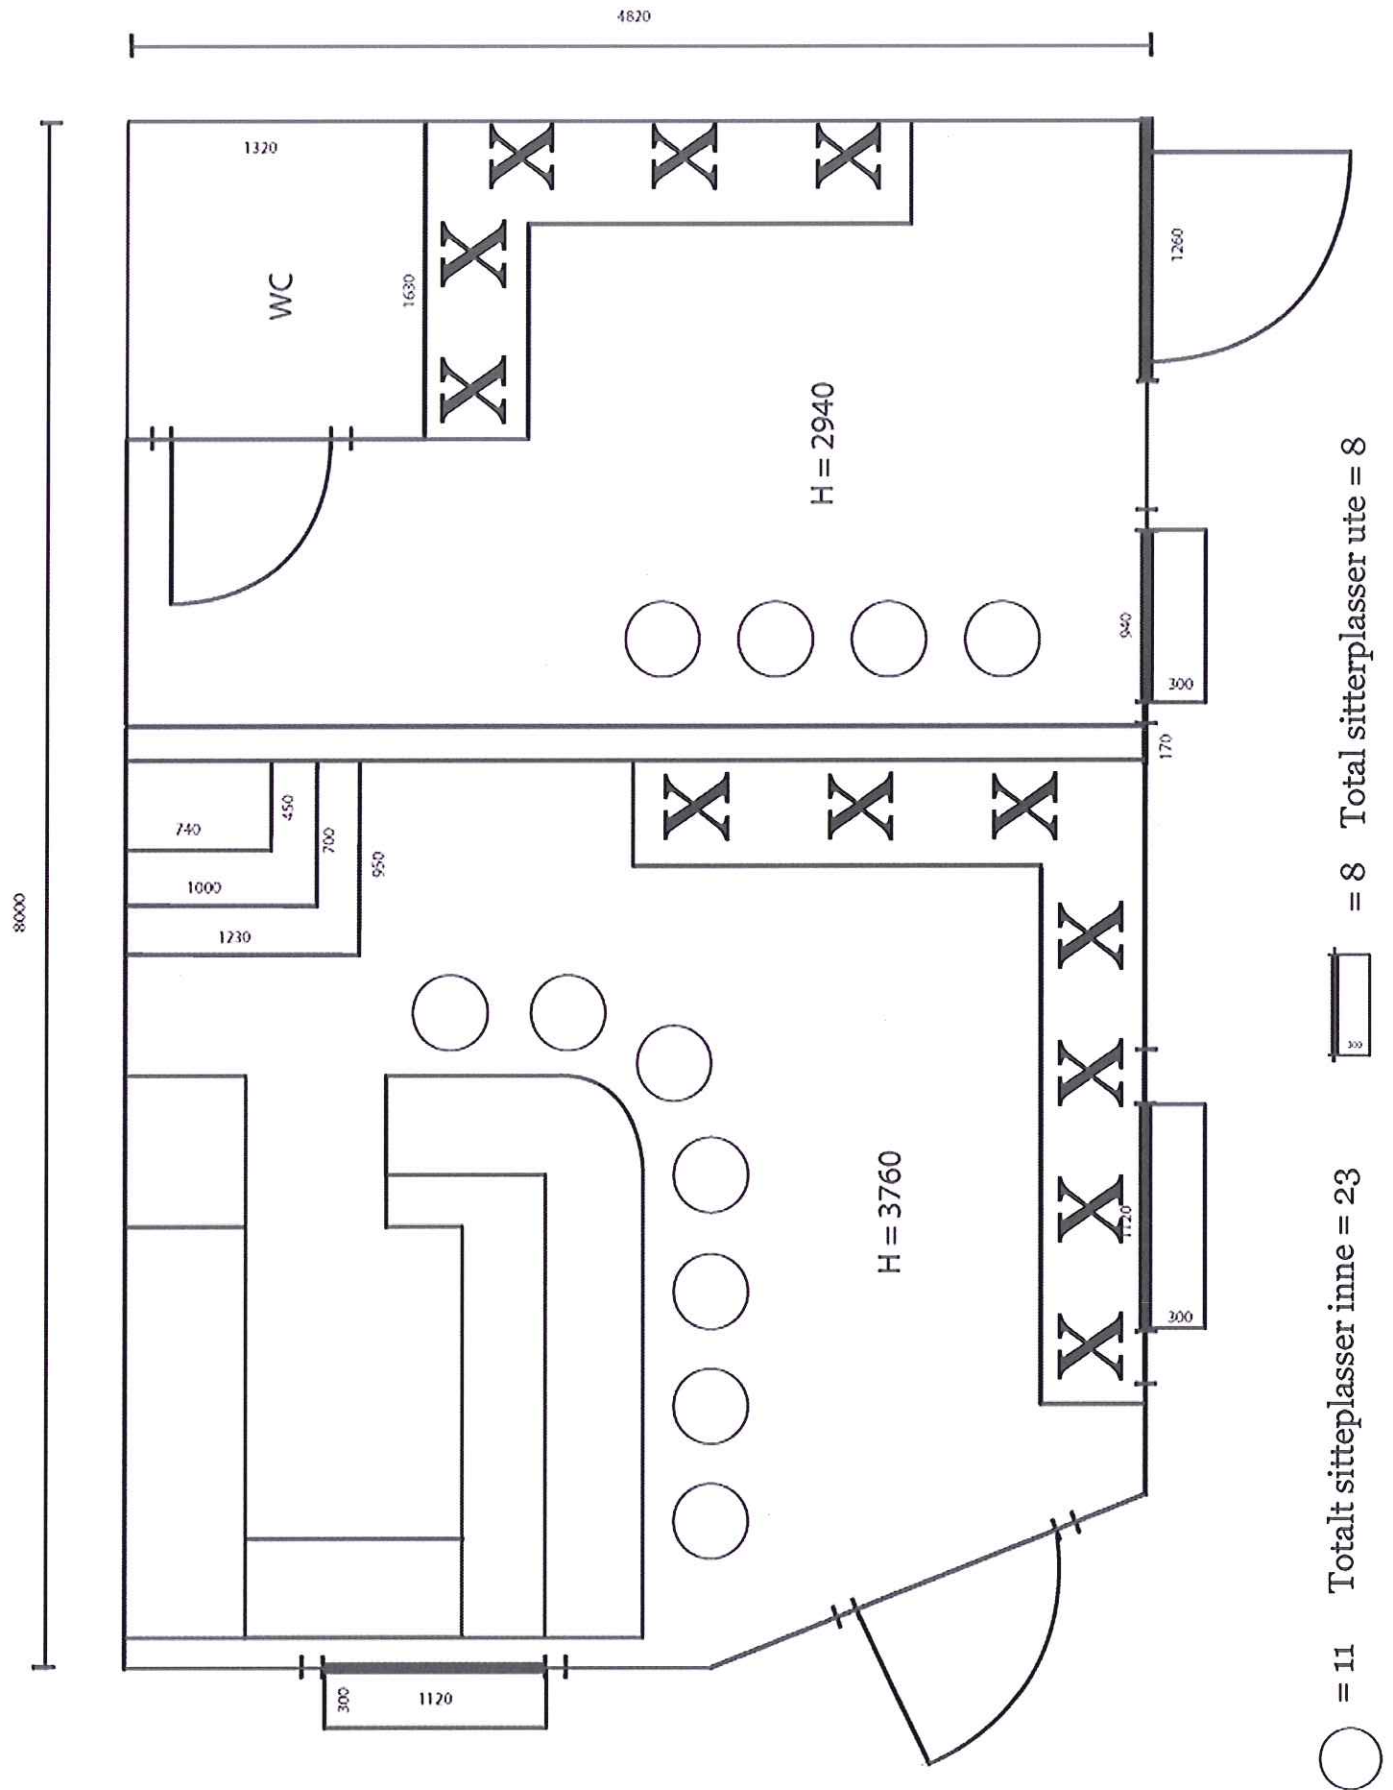 4820
8000
1320
WC
1630
X
X
X
X
X
1260
H = 2940
940
300
170
740
450
1000
700
1230
950
X
X
X
X
X
X
X
H = 3760
1120
300
300
1120
= 11 Totalt sitteplasser inne = 23
300
= 8 Total sitterplasser ute = 8